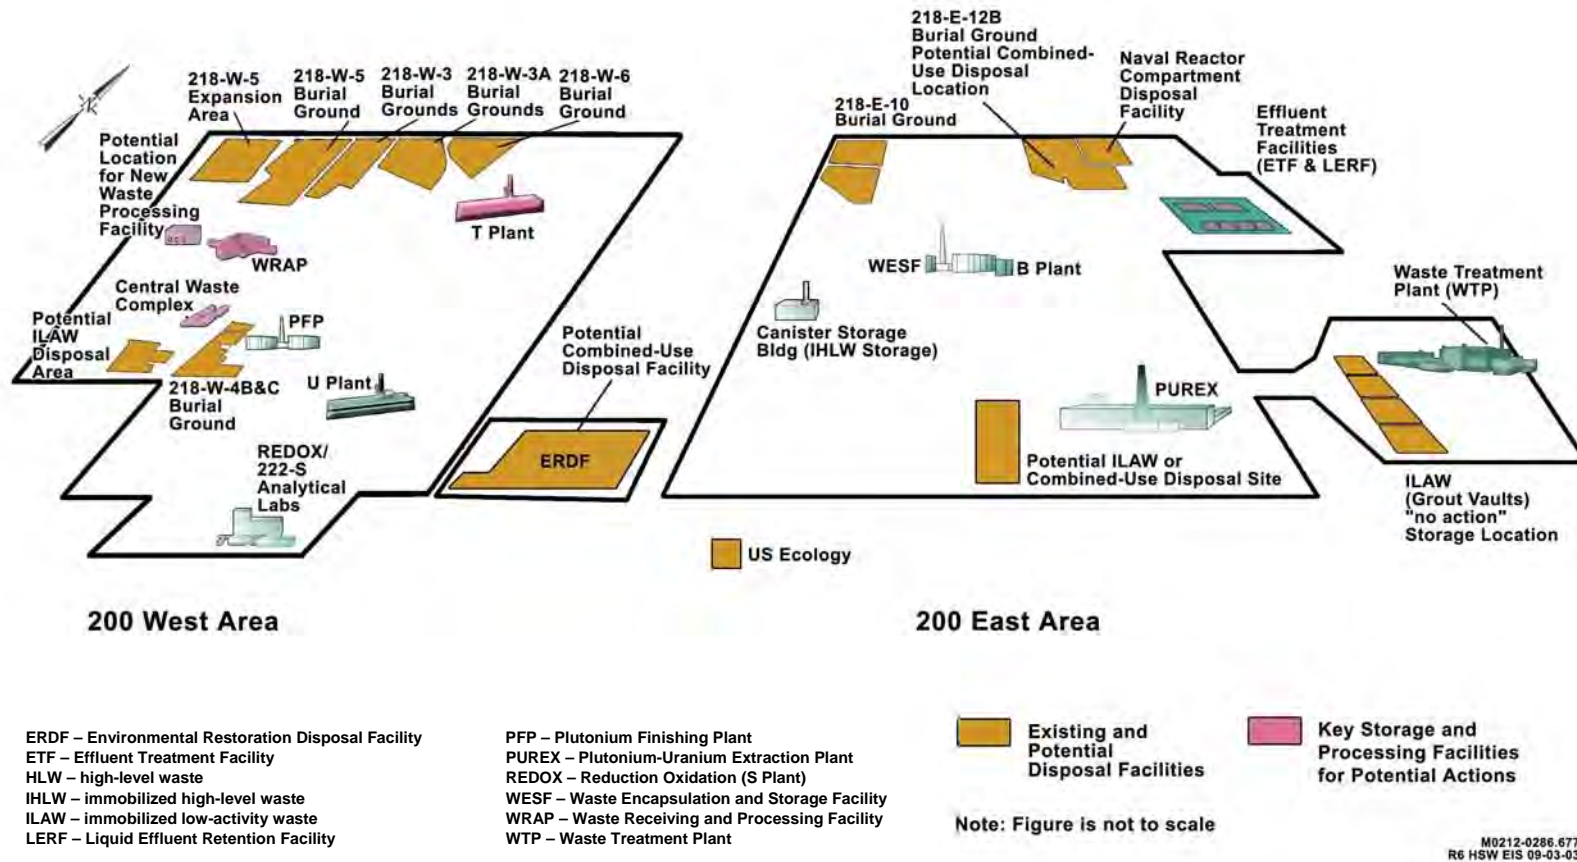 218-W-5
Expansion
Area
218-W-5
Burial
Ground
218-W-3
Burial
Grounds
218-W-3A
Burial
Grounds
218-W-6
Burial
Ground
Potential
Location
for New
Waste
Processing
Facility
WRAP
T Plant
Central Waste
Complex
Potential
ILAW
Disposal
Area
PFP
218-W-4B&C
Burial
Ground
U Plant
REDOX/
222-S
Analytical
Labs
Potential
Combined-Use
Disposal Facility
ERDF
218-E-10
Burial Ground
218-E-12B
Burial Ground
Potential Combined-
Use Disposal
Location
Naval Reactor
Compartment
Disposal
Facility
Effluent
Treatment
Facilities
(ETF & LERF)
WESF
B Plant
Canister Storage
Bldg (IHLW Storage)
PUREX
Potential ILAW or
Combined-Use Disposal Site
Waste Treatment
Plant (WTP)
ILAW
(Grout Vaults)
"no action"
Storage Location
US Ecology
200 West Area
200 East Area
ERDF – Environmental Restoration Disposal Facility
ETF – Effluent Treatment Facility
HLW – high-level waste
IHLW – immobilized high-level waste
ILAW – immobilized low-activity waste
LERF – Liquid Effluent Retention Facility
PFP – Plutonium Finishing Plant
PUREX – Plutonium-Uranium Extraction Plant
REDOX – Reduction Oxidation (S Plant)
WESF – Waste Encapsulation and Storage Facility
WRAP – Waste Receiving and Processing Facility
WTP – Waste Treatment Plant
Existing and
Potential
Disposal Facilities
Key Storage and
Processing Facilities
for Potential Actions
Note: Figure is not to scale
M0212-0286.677
R6 HSW EIS 09-03-03